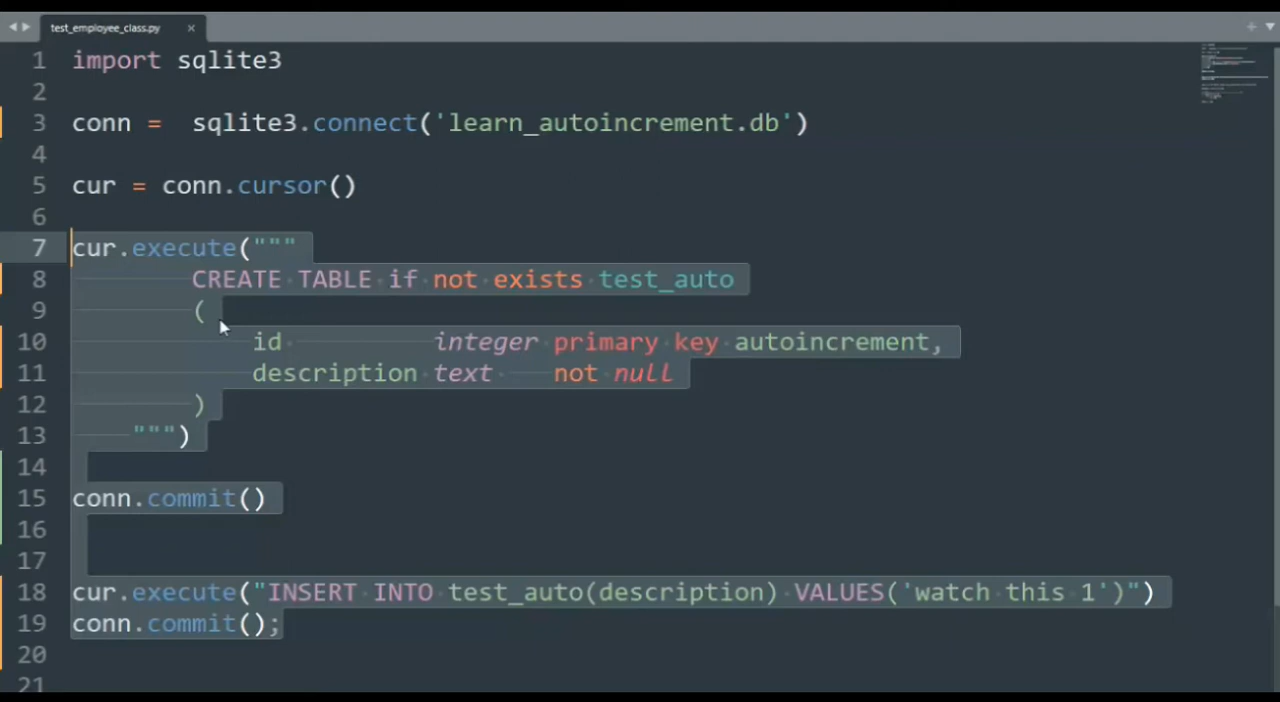 test_employee_class.py ×
1 import sqlite3
2
3 conn =  sqlite3.connect('learn_autoincrement.db')
4
5 cur = conn.cursor()
6
7 cur.execute("""
8         CREATE TABLE if not exists test_auto
9         (
10             id          integer primary key autoincrement,
11             description text    not null
12         )
13     """)
14
15 conn.commit()
16
17
18 cur.execute("INSERT INTO test_auto(description) VALUES('watch this 1')")
19 conn.commit();
20
21